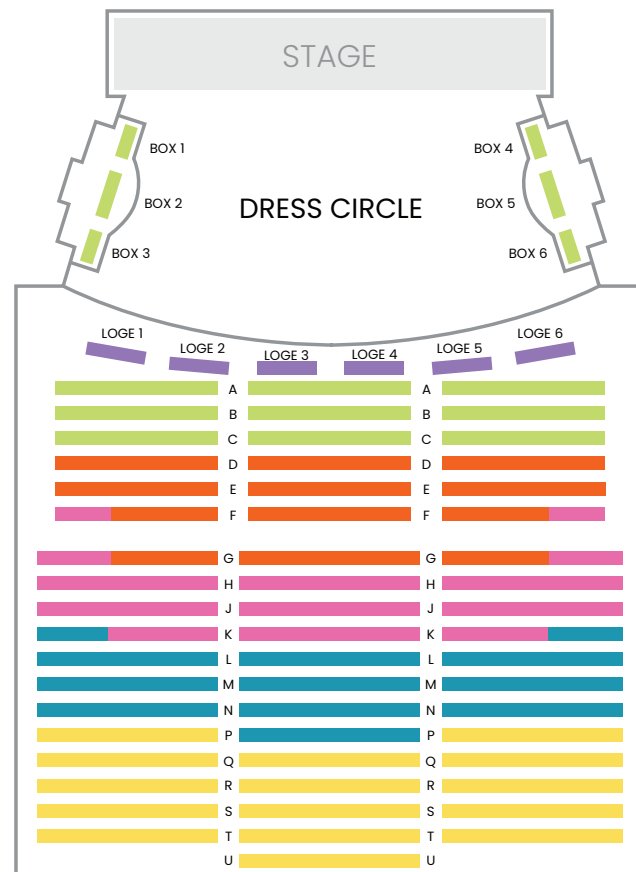 STAGE
BOX 1
BOX 4
BOX 2
DRESS CIRCLE
BOX 5
BOX 3
BOX 6
LOGE 1
LOGE 2
LOGE 3
LOGE 4
LOGE 5
LOGE 6
A A
B B
C C
D D
E E
F F
G G
H H
J J
K K
L L
M M
N N
P P
Q Q
R R
S S
T T
U U